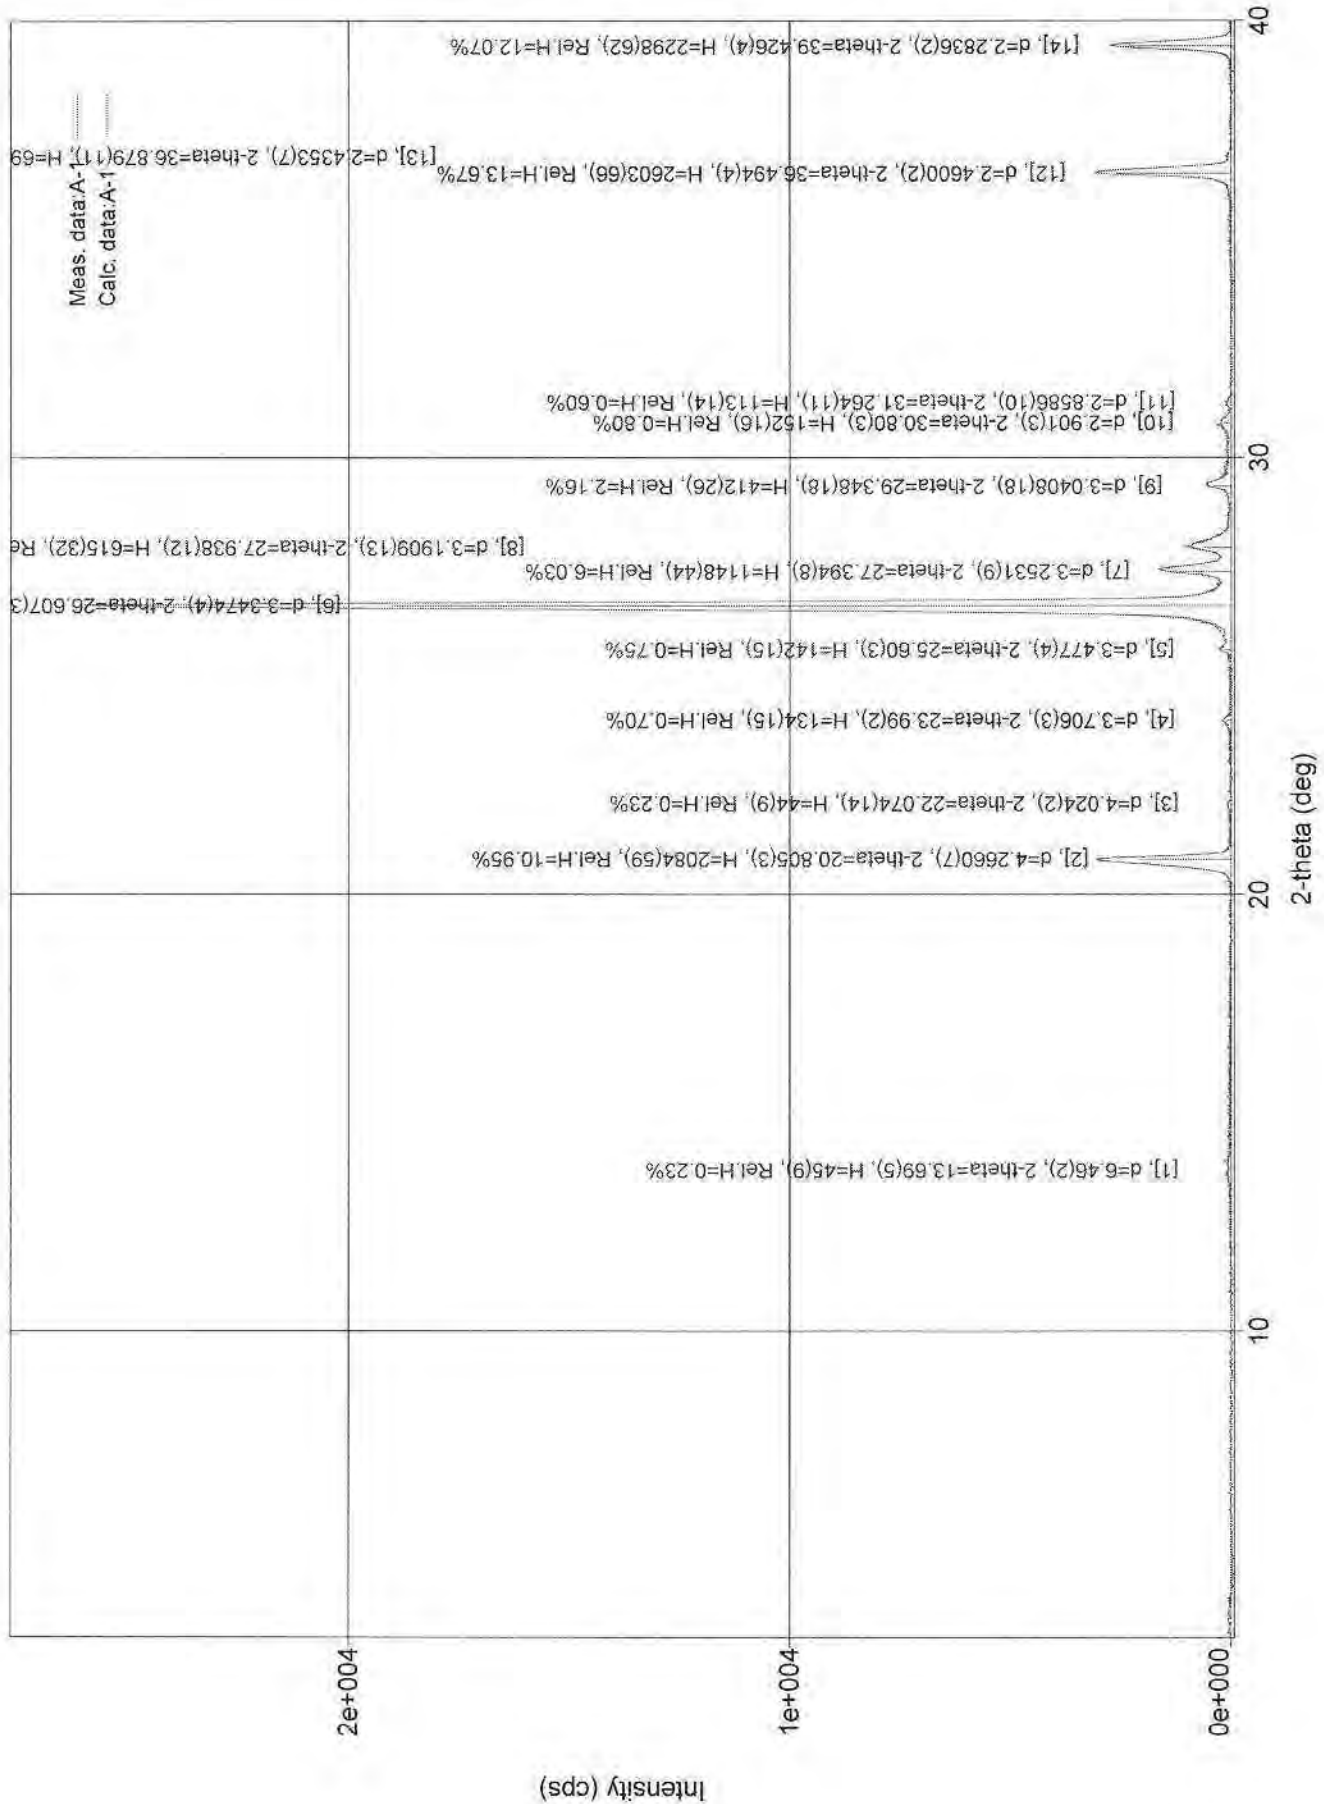 Meas. data:A-1
Calc. data:A-1
[14], d=2.2836(2), 2-theta=39.426(4), H=2298(62), Rel.H=12.07%
[13], d=2.4353(7), 2-theta=36.879(11), H=69
[12], d=2.4600(2), 2-theta=36.494(4), H=2603(66), Rel.H=13.67%
[11], d=2.8586(10), 2-theta=31.264(11), H=113(14), Rel.H=0.60%
[10], d=2.901(3), 2-theta=30.80(3), H=152(16), Rel.H=0.80%
[9], d=3.0408(18), 2-theta=29.348(18), H=412(26), Rel.H=2.16%
[8], d=3.1909(13), 2-theta=27.938(12), H=615(32), Re
[7], d=3.2531(9), 2-theta=27.394(8), H=1148(44), Rel.H=6.03%
[6], d=3.3474(4), 2-theta=26.607(3
[5], d=3.477(4), 2-theta=25.60(3), H=142(15), Rel.H=0.75%
[4], d=3.706(3), 2-theta=23.99(2), H=134(15), Rel.H=0.70%
[3], d=4.024(2), 2-theta=22.074(14), H=44(9), Rel.H=0.23%
[2], d=4.2660(7), 2-theta=20.805(3), H=2084(59), Rel.H=10.95%
[1], d=6.46(2), 2-theta=13.69(5), H=45(9), Rel.H=0.23%
40
30
20
10
2-theta (deg)
2e+004
1e+004
0e+000
Intensity (cps)